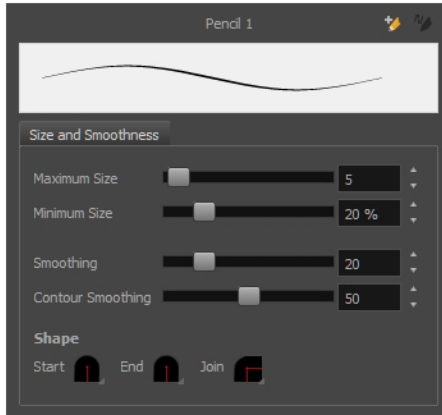 Pencil 1
Size and Smoothness
Maximum Size 5
Minimum Size 20 %
Smoothing 20
Contour Smoothing 50
Shape
Start End Join